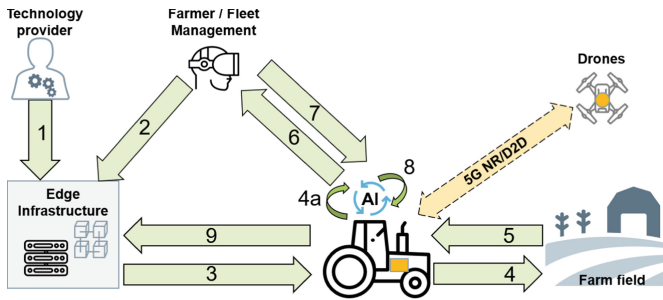 Technology
provider
Farmer / Fleet
Management
Drones
1
2
7
6
5G NR/D2D
8
4a
AI
Edge
Infrastructure
9
5
3
4
Farm field